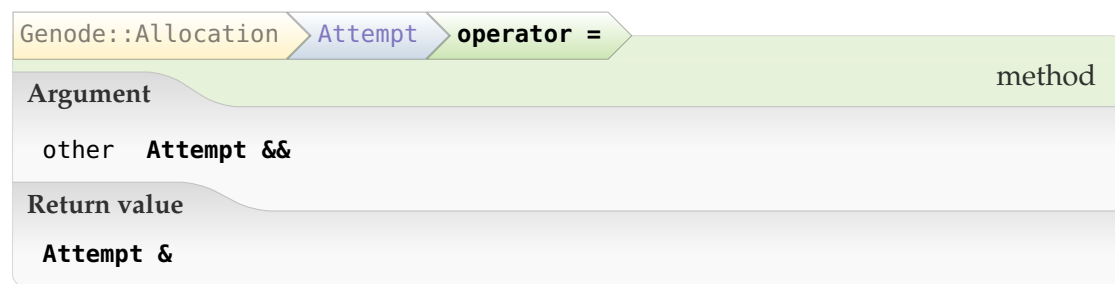 Genode::Allocation Attempt operator =
method
Argument
other Attempt &&
Return value
Attempt &